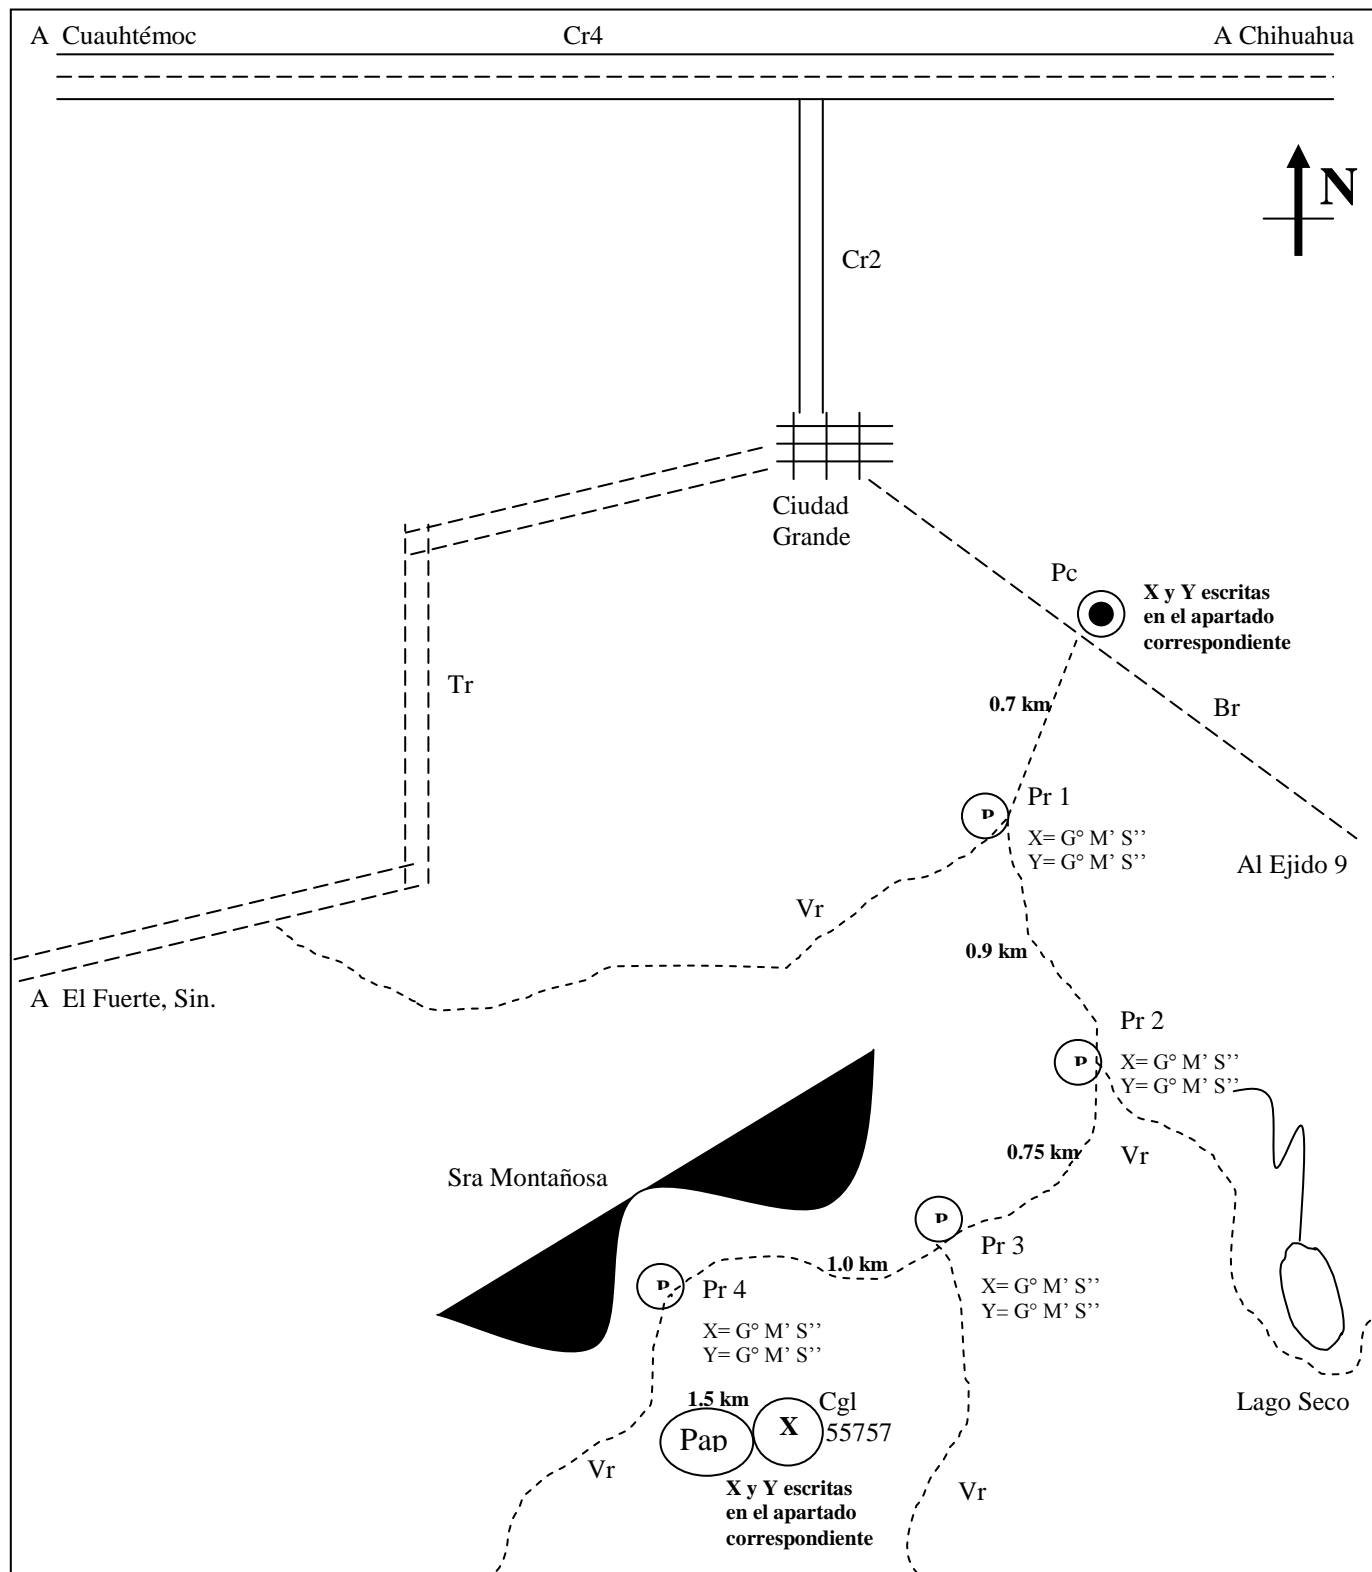 A Cuauhtémoc
Cr4
A Chihuahua
N
Cr2
Ciudad
Grande
Pc
X y Y escritas
en el apartado
correspondiente
Tr
0.7 km
Br
Pr 1
X= G° M’ S’’
Y= G° M’ S’’
Al Ejido 9
Vr
0.9 km
A El Fuerte, Sin.
Pr 2
X= G° M’ S’’
Y= G° M’ S’’
0.75 km
Vr
Sra Montañosa
Pr 3
1.0 km
X= G° M’ S’’
Y= G° M’ S’’
Pr 4
X= G° M’ S’’
Y= G° M’ S’’
1.5 km
Cgl
55757
Pap
X
Lago Seco
Vr
Vr
X y Y escritas
en el apartado
correspondiente